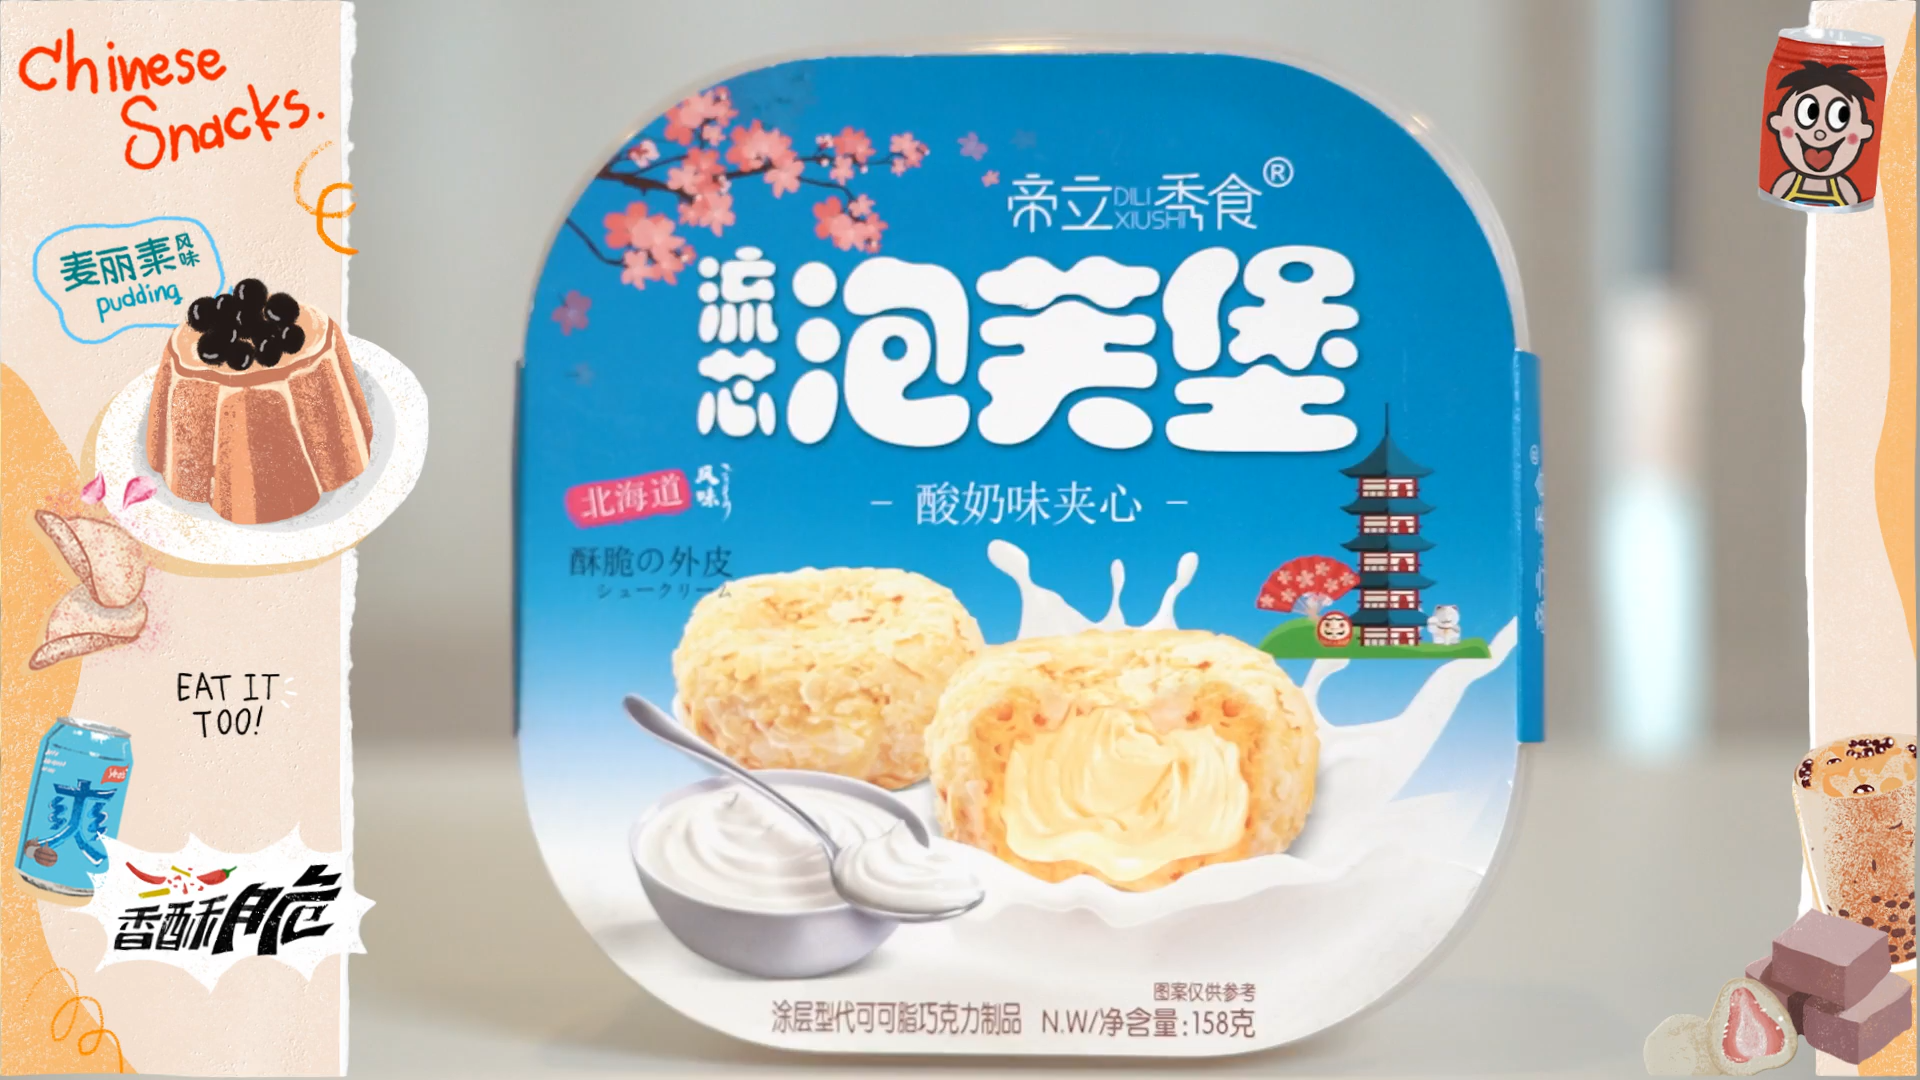 Chinese
Snacks.
麦丽素风味
pudding
EAT IT
TOO!
爽
Yeo's
香酥脆
帝立秀食®
DILI
XIUSHI
流芯
泡芙堡
北海道
风味
- 酸奶味夹心 -
酥脆の外皮
シュークリーム
图案仅供参考
涂层型代可可脂巧克力制品 N.W/净含量:158克